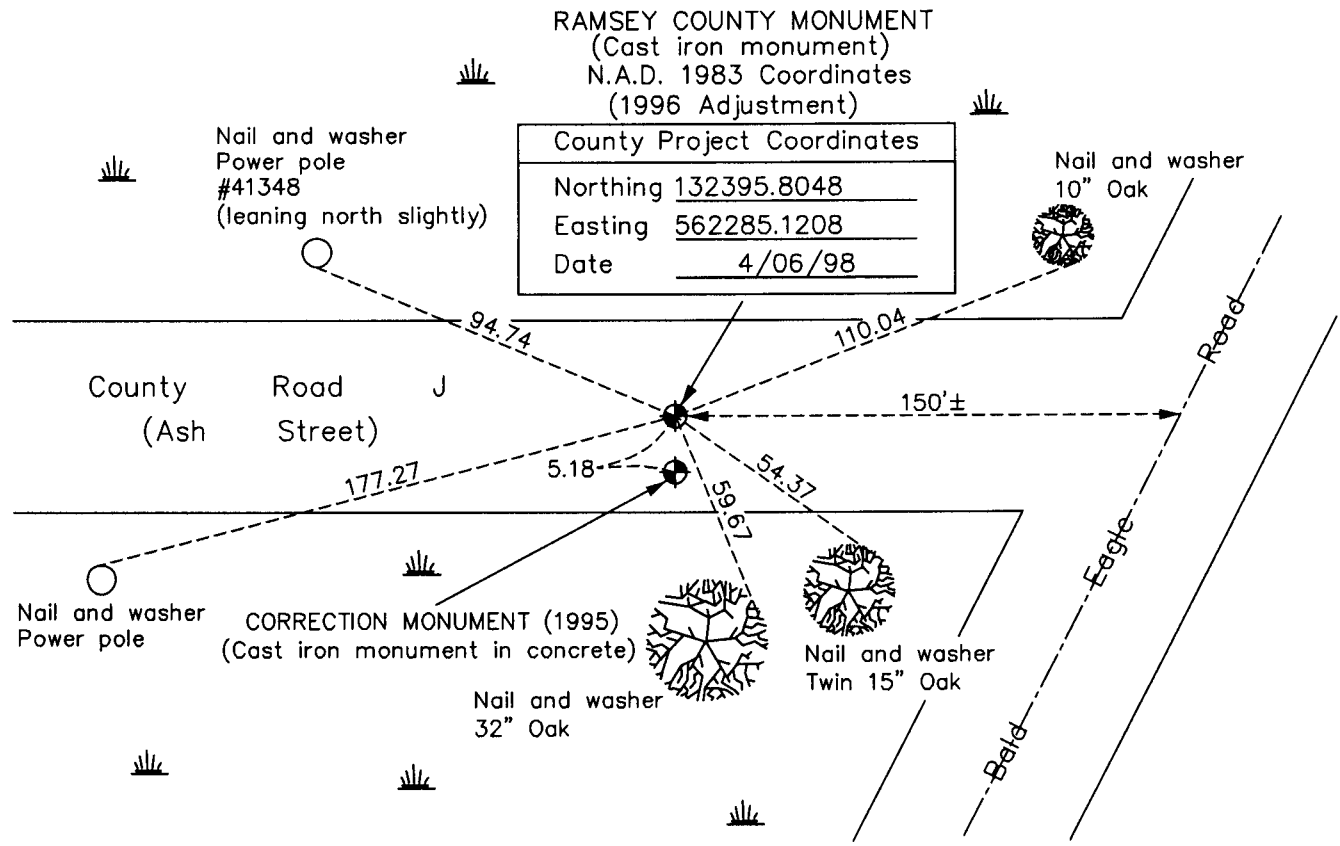 RAMSEY COUNTY MONUMENT
(Cast iron monument)
N.A.D. 1983 Coordinates
(1996 Adjustment)
County Project Coordinates
Northing 132395.8048
Easting 562285.1208
Date 4/06/98
Nail and washer
Power pole
#41348
(leaning north slightly)
Nail and washer
10" Oak
94.74
110.04
Road
County Road J
(Ash Street)
150'±
177.27
5.18
59.67
54.37
Eagle
Nail and washer
Power pole
CORRECTION MONUMENT (1995)
(Cast iron monument in concrete)
Nail and washer
Twin 15" Oak
Nail and washer
32" Oak
Bald